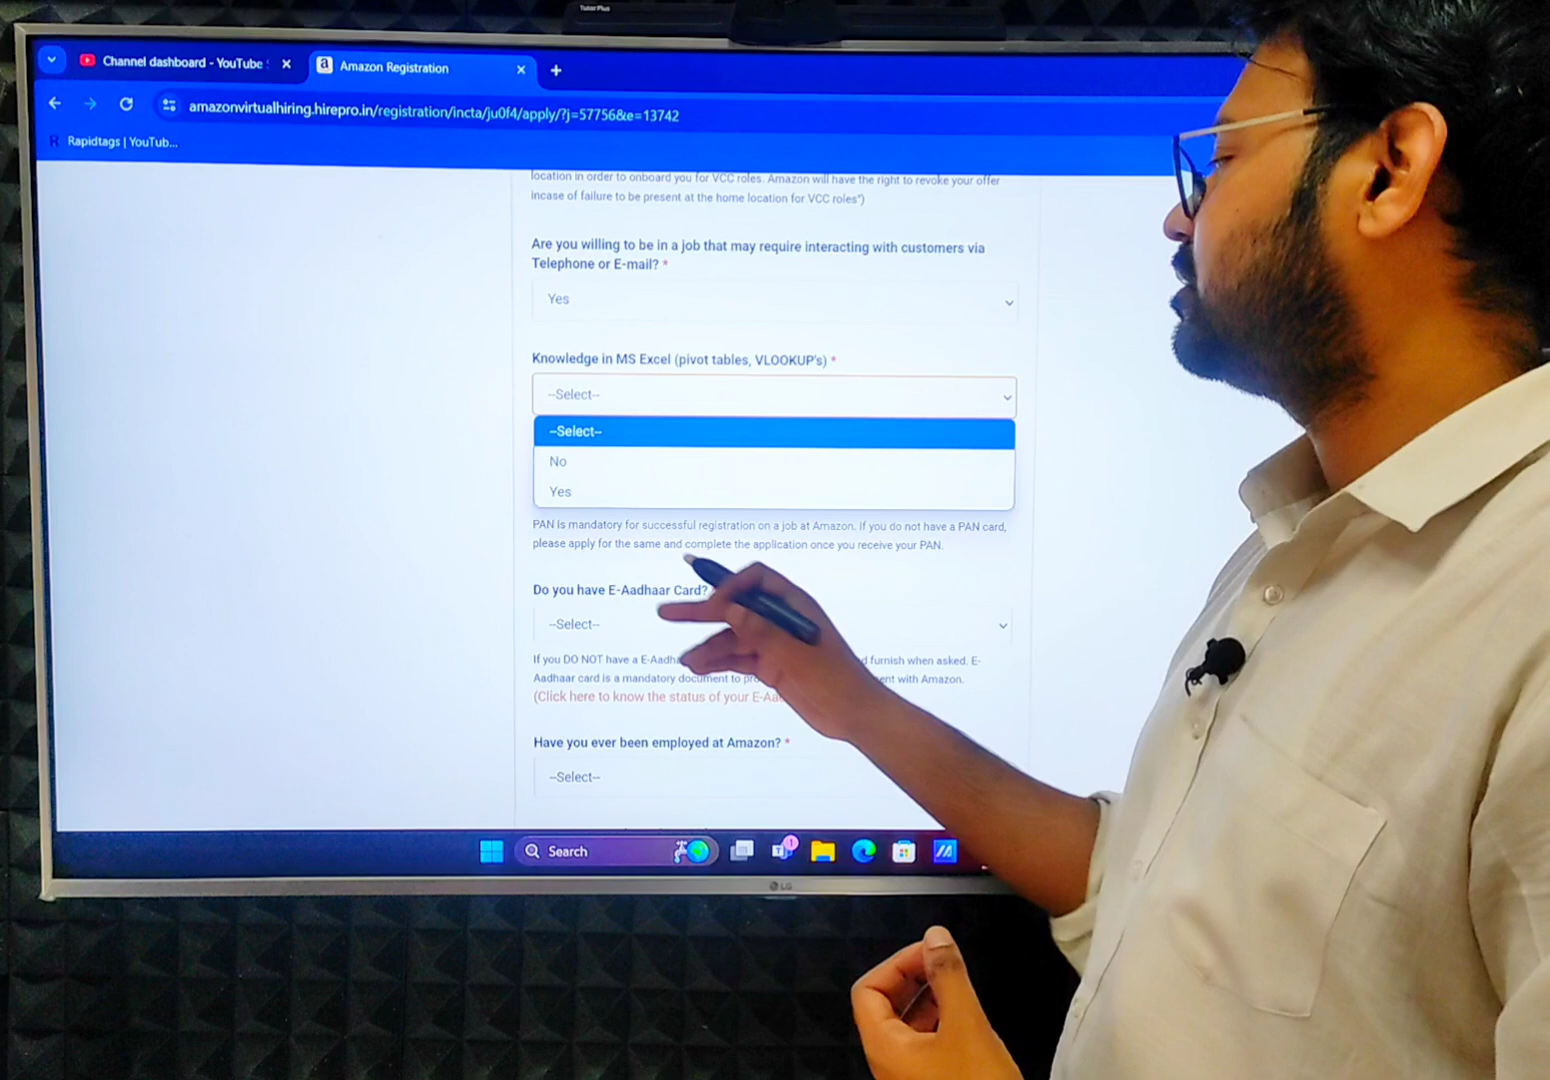 TutorPlus
Channel dashboard - YouTube
Amazon Registration
amazonvirtualhiring.hirepro.in/registration/incta/ju0f4/apply/?j=57756&e=13742
Rapidtags | YouTub...
location in order to onboard you for VCC roles. Amazon will have the right to revoke your offer
incase of failure to be present at the home location for VCC roles")
Are you willing to be in a job that may require interacting with customers via
Telephone or E-mail? *
Yes
Knowledge in MS Excel (pivot tables, VLOOKUP's) *
--Select--
--Select--
No
Yes
PAN is mandatory for successful registration on a job at Amazon. If you do not have a PAN card,
please apply for the same and complete the application once you receive your PAN.
Do you have E-Aadhaar Card?
--Select--
If you DO NOT have a E-Aadha furnish when asked. E-
Aadhaar card is a mandatory document to with Amazon.
(Click here to know the status of your
Have you ever been employed at Amazon? *
--Select--
Search
1
LG